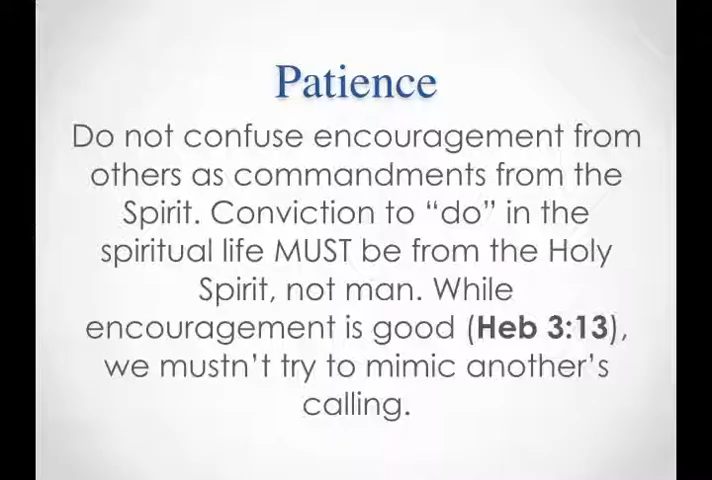 Patience
Do not confuse encouragement from
others as commandments from the
Spirit. Conviction to “do” in the
spiritual life MUST be from the Holy
Spirit, not man. While
encouragement is good (Heb 3:13),
we mustn’t try to mimic another’s
calling.